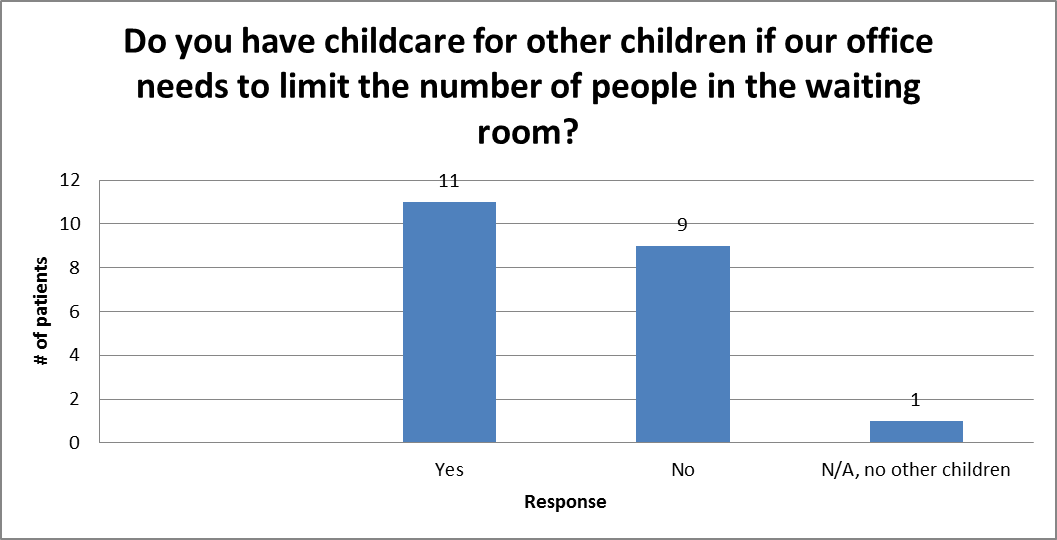 Do you have childcare for other children if our office
needs to limit the number of people in the waiting
room?
12
10
8
6
4
2
0
# of patients
11
9
1
Yes
No
N/A, no other children
Response